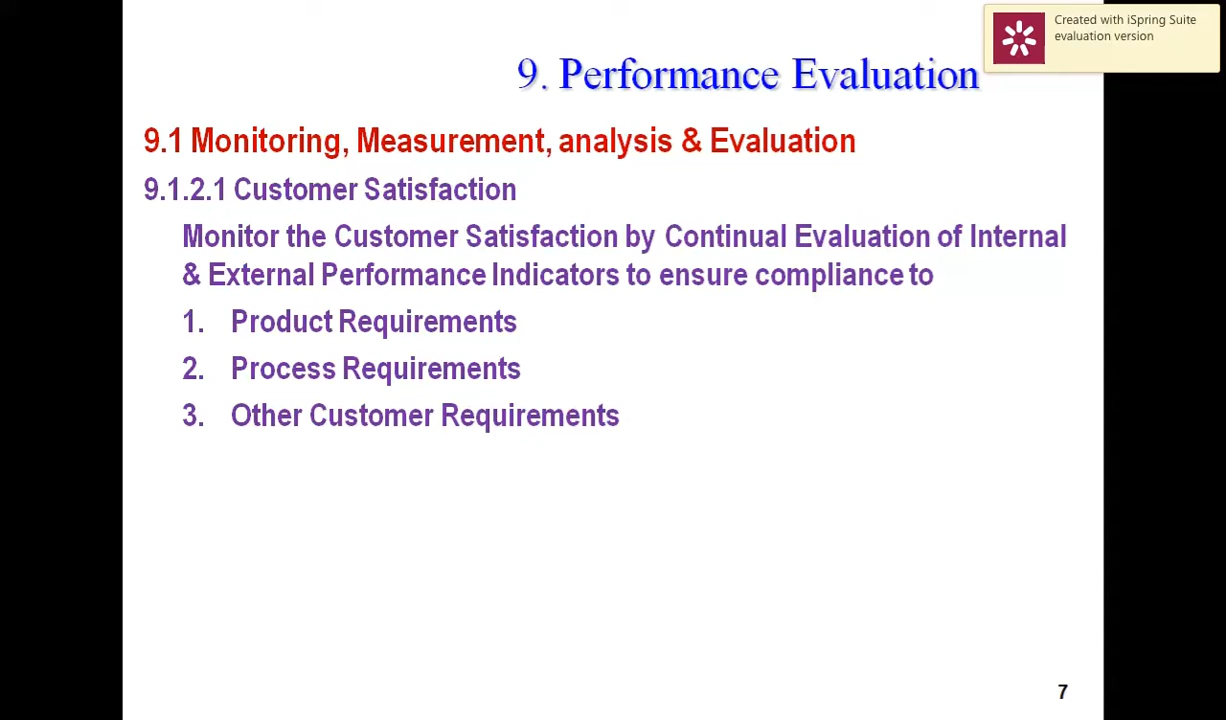 Created with iSpring Suite
evaluation version
9. Performance Evaluation
9.1 Monitoring, Measurement, analysis & Evaluation
9.1.2.1 Customer Satisfaction
Monitor the Customer Satisfaction by Continual Evaluation of Internal
& External Performance Indicators to ensure compliance to
1. Product Requirements
2. Process Requirements
3. Other Customer Requirements
7